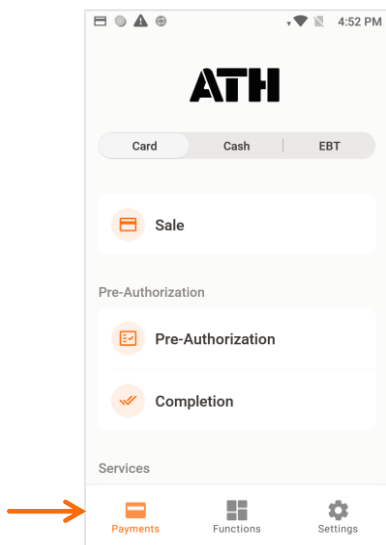 4:52 PM
ATH
Card Cash EBT
Sale
Pre-Authorization
Pre-Authorization
Completion
Services
Payments Functions Settings